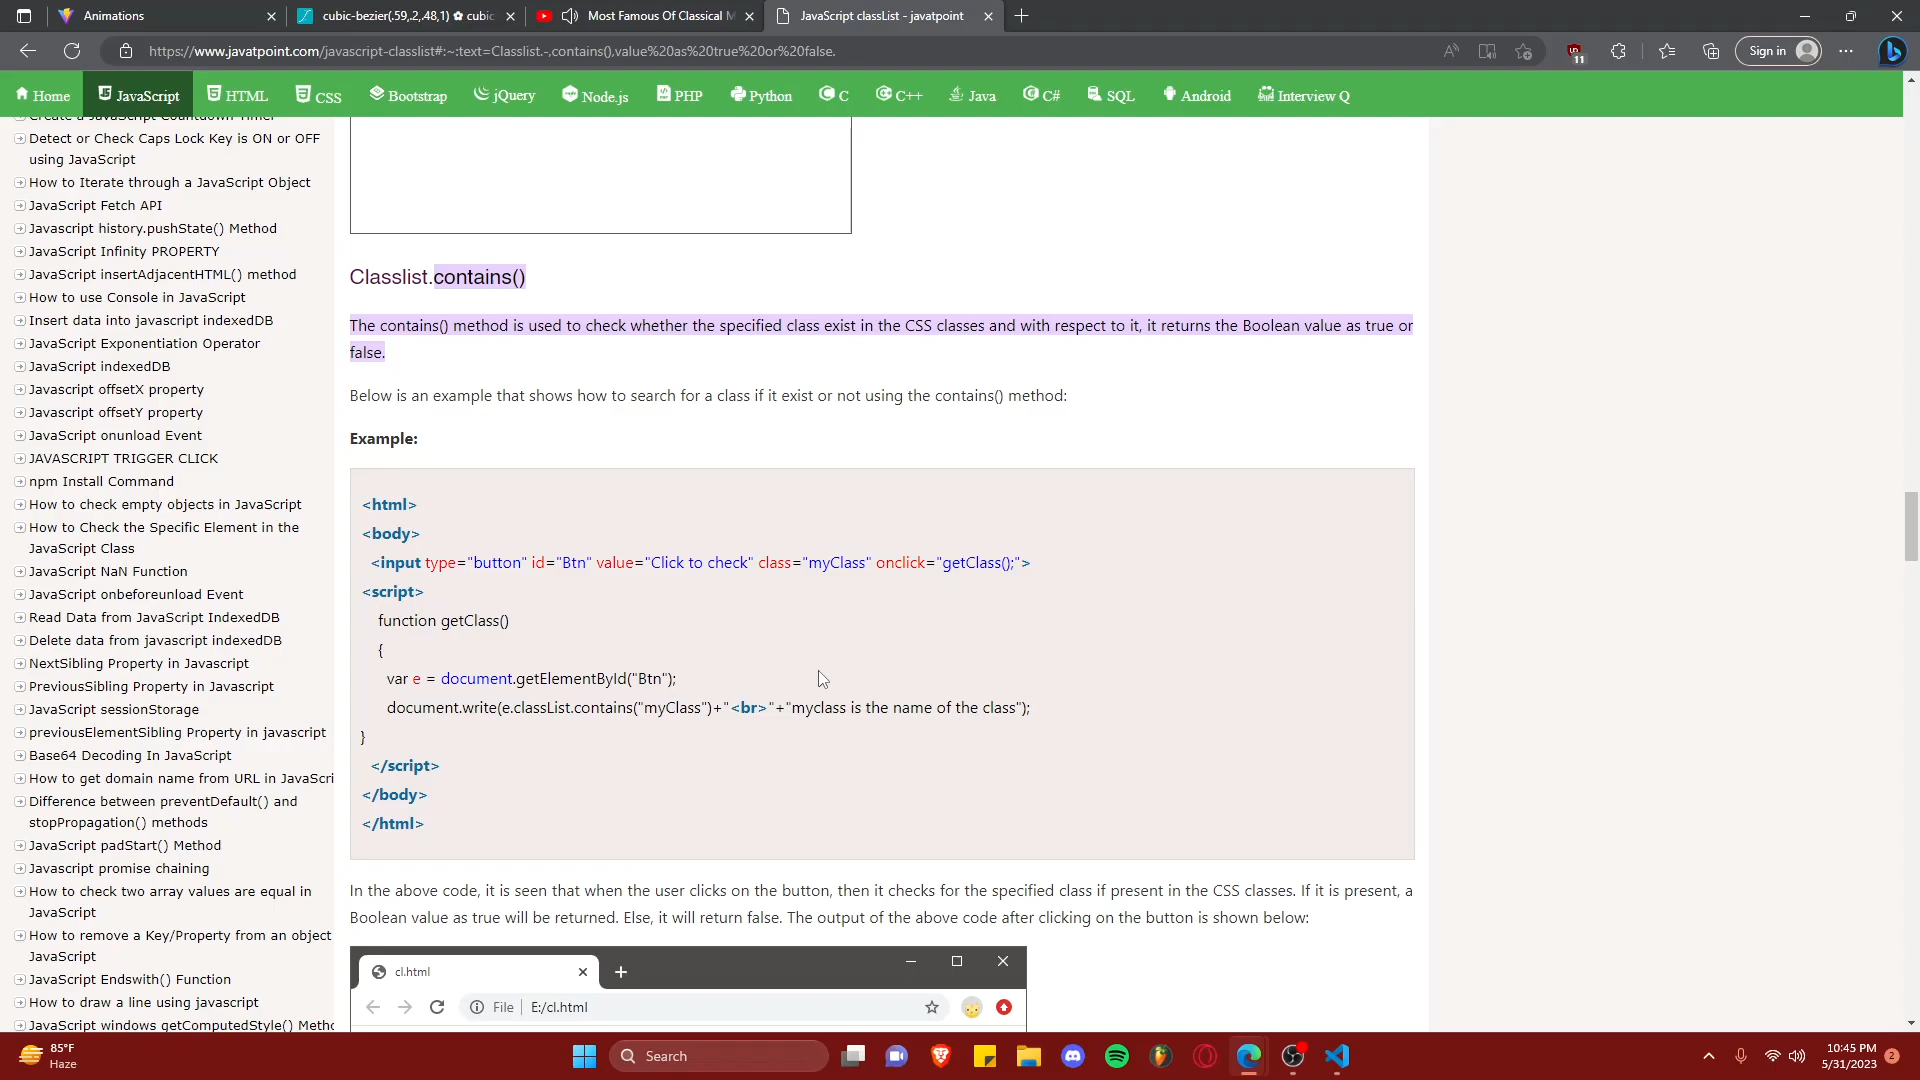 Animations
cubic-bezier(.59,.2,.48,1) ✿ cubic
Most Famous Of Classical M
JavaScript classList - javatpoint
https://www.javatpoint.com/javascript-classlist#:~:text=Classlist.-,contains(),value%20as%20true%20or%20false.
11
Sign in
Home
JavaScript
HTML
CSS
Bootstrap
jQuery
Node.js
PHP
Python
C
C++
Java
C#
SQL
Android
Interview Q
Create a JavaScript Countdown Timer
Detect or Check Caps Lock Key is ON or OFF
using JavaScript
How to Iterate through a JavaScript Object
JavaScript Fetch API
Javascript history.pushState() Method
JavaScript Infinity PROPERTY
JavaScript insertAdjacentHTML() method
How to use Console in JavaScript
Insert data into javascript indexedDB
JavaScript Exponentiation Operator
JavaScript indexedDB
Javascript offsetX property
Javascript offsetY property
JavaScript onunload Event
JAVASCRIPT TRIGGER CLICK
npm Install Command
How to check empty objects in JavaScript
How to Check the Specific Element in the
JavaScript Class
JavaScript NaN Function
JavaScript onbeforeunload Event
Read Data from JavaScript IndexedDB
Delete data from javascript indexedDB
NextSibling Property in Javascript
PreviousSibling Property in Javascript
JavaScript sessionStorage
previousElementSibling Property in javascript
Base64 Decoding In JavaScript
How to get domain name from URL in JavaScri
Difference between preventDefault() and
stopPropagation() methods
JavaScript padStart() Method
Javascript promise chaining
How to check two array values are equal in
JavaScript
How to remove a Key/Property from an object
JavaScript
JavaScript Endswith() Function
How to draw a line using javascript
JavaScript windows getComputedStyle() Metho
Classlist.contains()
The contains() method is used to check whether the specified class exist in the CSS classes and with respect to it, it returns the Boolean value as true or
false.
Below is an example that shows how to search for a class if it exist or not using the contains() method:
Example:
<html>
<body>
<input type="button" id="Btn" value="Click to check" class="myClass" onclick="getClass();">
<script>
function getClass()
{
var e = document.getElementById("Btn");
document.write(e.classList.contains("myClass")+"<br>"+"myclass is the name of the class");
}
</script>
</body>
</html>
In the above code, it is seen that when the user clicks on the button, then it checks for the specified class if present in the CSS classes. If it is present, a
Boolean value as true will be returned. Else, it will return false. The output of the above code after clicking on the button is shown below:
cl.html
File
E:/cl.html
85°F
Haze
Search
10:45 PM
5/31/2023
2